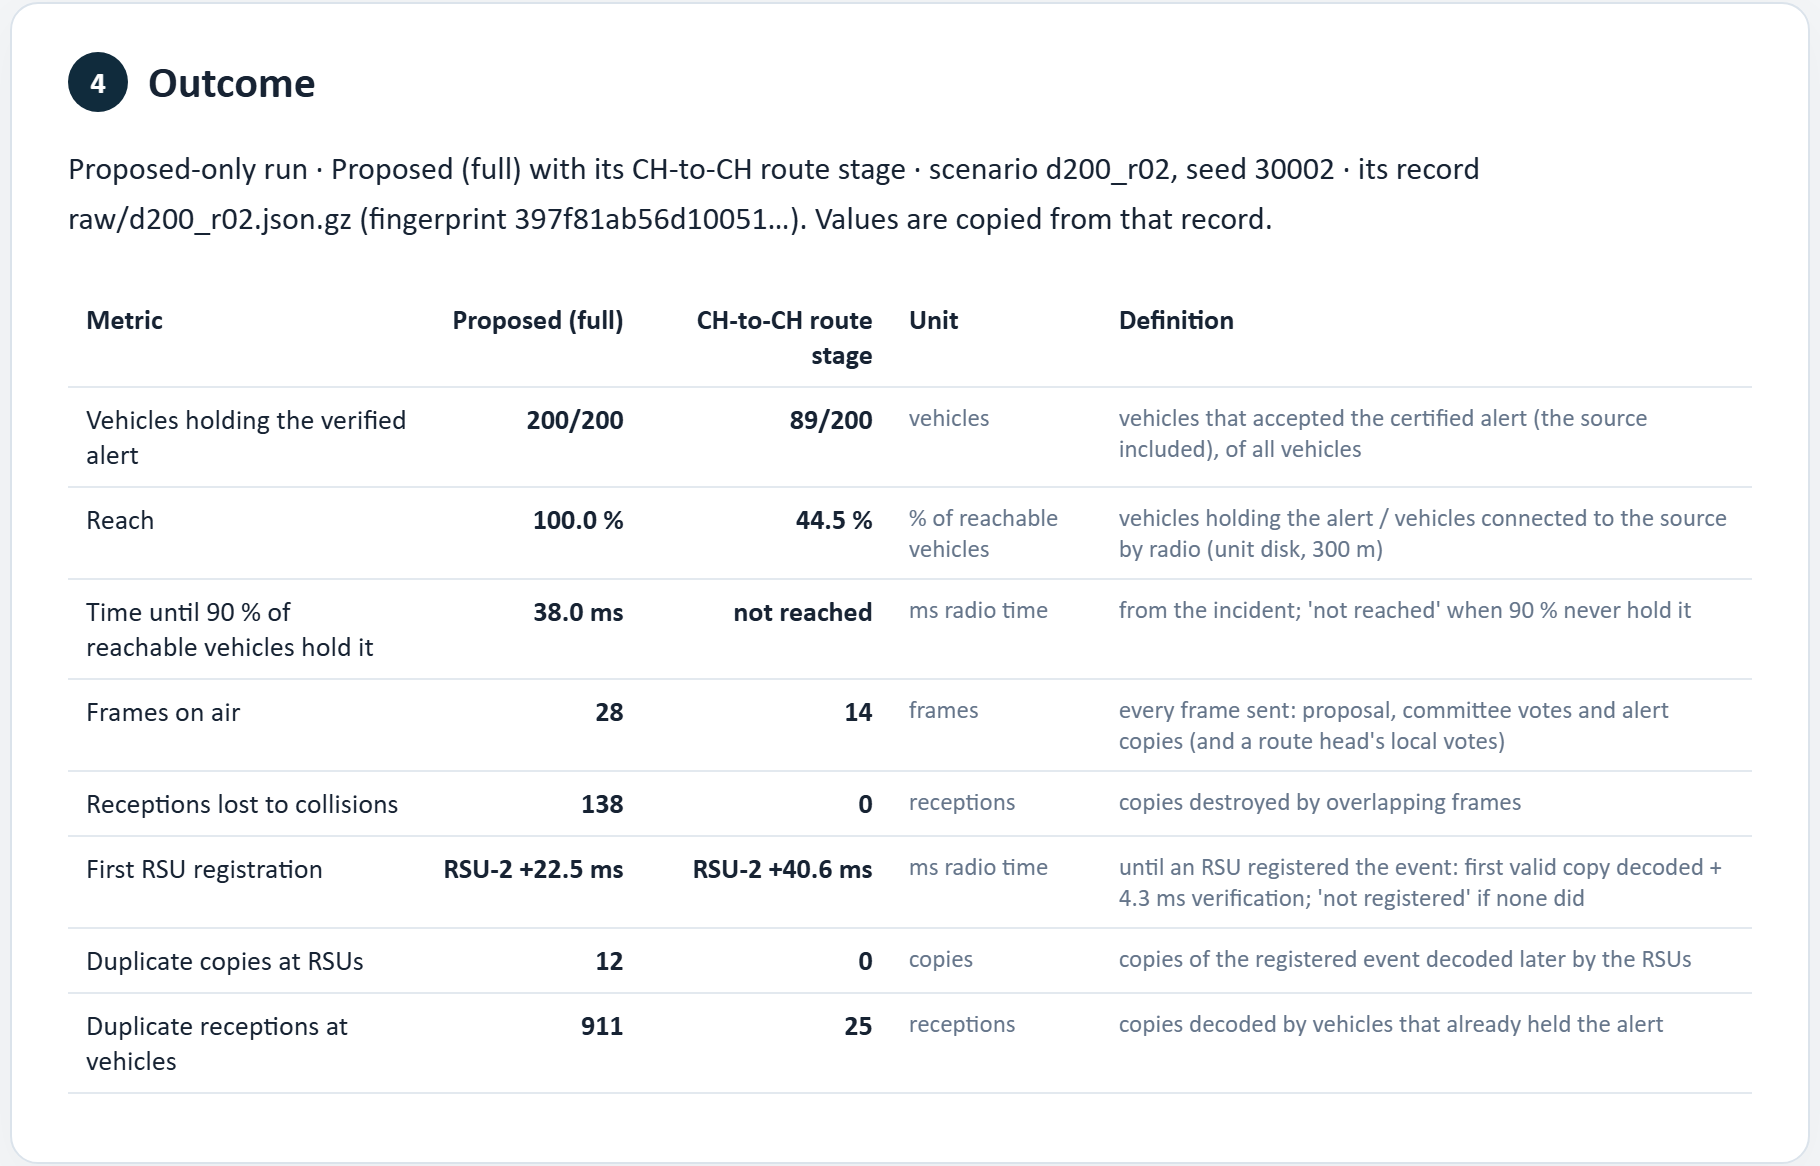 4 Outcome
Proposed-only run · Proposed (full) with its CH-to-CH route stage · scenario d200_r02, seed 30002 · its record
raw/d200_r02.json.gz (fingerprint 397f81ab56d10051…). Values are copied from that record.
Metric Proposed (full) CH-to-CH route Unit Definition
stage
Vehicles holding the verified 200/200 89/200 vehicles vehicles that accepted the certified alert (the source
alert included), of all vehicles
Reach 100.0 % 44.5 % % of reachable vehicles holding the alert / vehicles connected to the source
vehicles by radio (unit disk, 300 m)
Time until 90 % of 38.0 ms not reached ms radio time from the incident; 'not reached' when 90 % never hold it
reachable vehicles hold it
Frames on air 28 14 frames every frame sent: proposal, committee votes and alert
copies (and a route head's local votes)
Receptions lost to collisions 138 0 receptions copies destroyed by overlapping frames
First RSU registration RSU-2 +22.5 ms RSU-2 +40.6 ms ms radio time until an RSU registered the event: first valid copy decoded +
4.3 ms verification; 'not registered' if none did
Duplicate copies at RSUs 12 0 copies copies of the registered event decoded later by the RSUs
Duplicate receptions at 911 25 receptions copies decoded by vehicles that already held the alert
vehicles